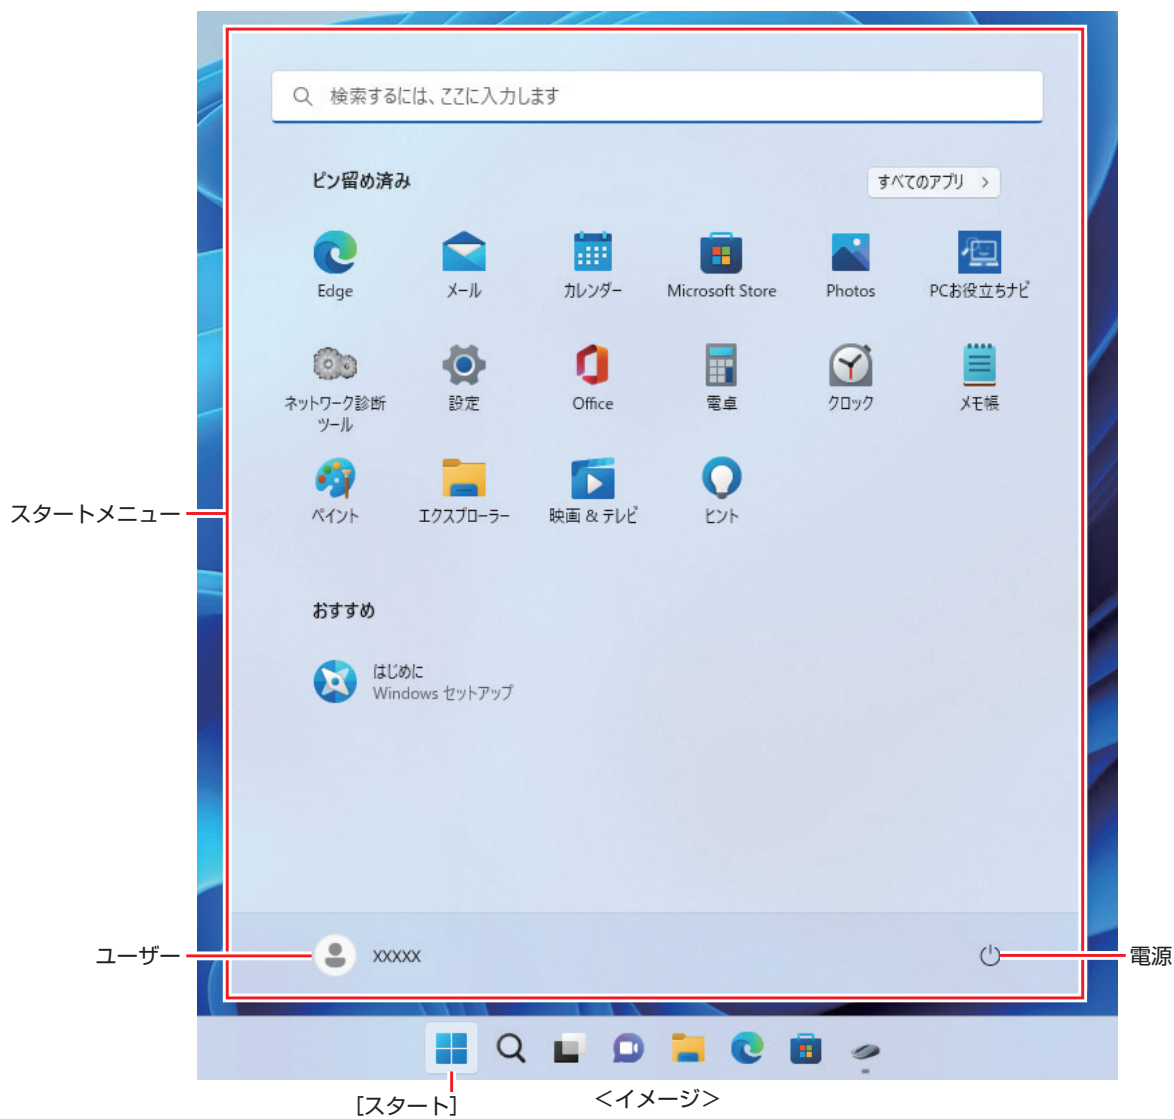 検索するには、ここに入力します
ピン留め済み
すべてのアプリ >
Edge
メール
カレンダー
Microsoft Store
Photos
PCお役立ちナビ
ネットワーク診断
ツール
設定
Office
電卓
クロック
メモ帳
ペイント
エクスプローラー
映画 & テレビ
ヒント
スタートメニュー
おすすめ
はじめに
Windows セットアップ
ユーザー
XXXXX
電源
[スタート]
＜イメージ＞